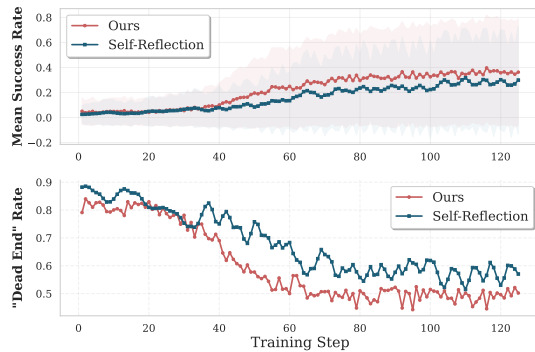 Mean Success Rate
0.8
0.6
0.4
0.2
0.0
−0.2
Ours
Self-Reflection
0 20 40 60 80 100 120
"Dead End" Rate
0.9
0.8
0.7
0.6
0.5
Ours
Self-Reflection
0 20 40 60 80 100 120
Training Step